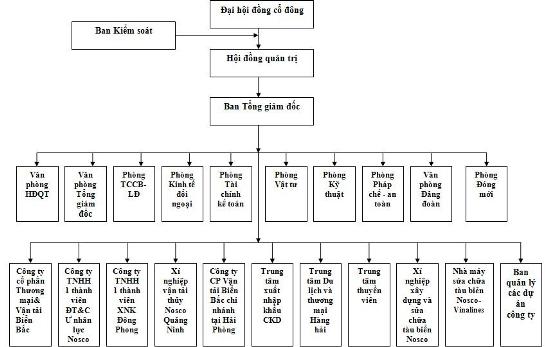 Đại hội đồng cổ đông
Ban Kiểm soát
Hội đồng quản trị
Ban Tổng giám đốc
Văn
phòng
HĐQT
Văn
phòng
Tổng
giám
đốc
Phòng
TCCB-
LĐ
Phòng
Kinh tế
đối
ngoại
Phòng
Tài
chính
kế toán
Phòng
Vật tư
Phòng
Kỹ
thuật
Phòng
Pháp
chế - an
toàn
Văn
phòng
Đảng
đoàn
Phòng
Đóng
mới
Công ty
cổ phần
Thương
mại&
Vận tải
Biển
Bắc
Công ty
TNHH
1 thành
viên
ĐT&C
Ư nhân
lực
Nosco
Công ty
TNHH
1 thành
viên
XNK
Đông
Phong
Xí
nghiệp
vận tải
thủy
Nosco
Quảng
Ninh
Công ty
CP Vận
tải Biển
Bắc chi
nhánh
tại Hải
Phòng
Trung
tâm
xuất
nhập
khẩu
CKD
Trung
tâm Du
lịch và
thương
mại
Hàng
hải
Trung
tâm
thuyền
viên
Xí
nghiệp
xây
dựng và
sửa
chữa
tàu biển
Nosco
Nhà máy
sửa chữa
tàu biển
Nosco-
Vinalines
Ban
quản lý
các dự
án
công ty